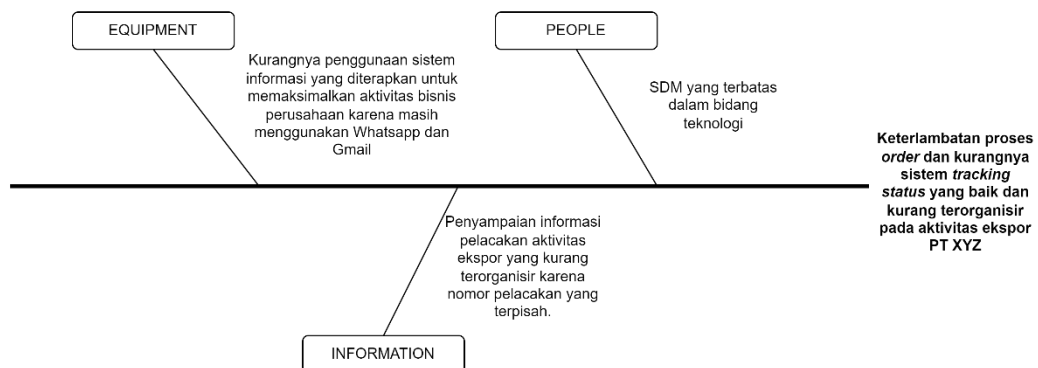 EQUIPMENT
PEOPLE
Kurangnya penggunaan sistem
informasi yang diterapkan untuk
memaksimalkan aktivitas bisnis
perusahaan karena masih
menggunakan Whatsapp dan
Gmail
SDM yang terbatas
dalam bidang
teknologi
Keterlambatan proses
order dan kurangnya
sistem tracking
status yang baik dan
kurang terorganisir
pada aktivitas ekspor
PT XYZ
Penyampaian informasi
pelacakan aktivitas
ekspor yang kurang
terorganisir karena
nomor pelacakan yang
terpisah.
INFORMATION